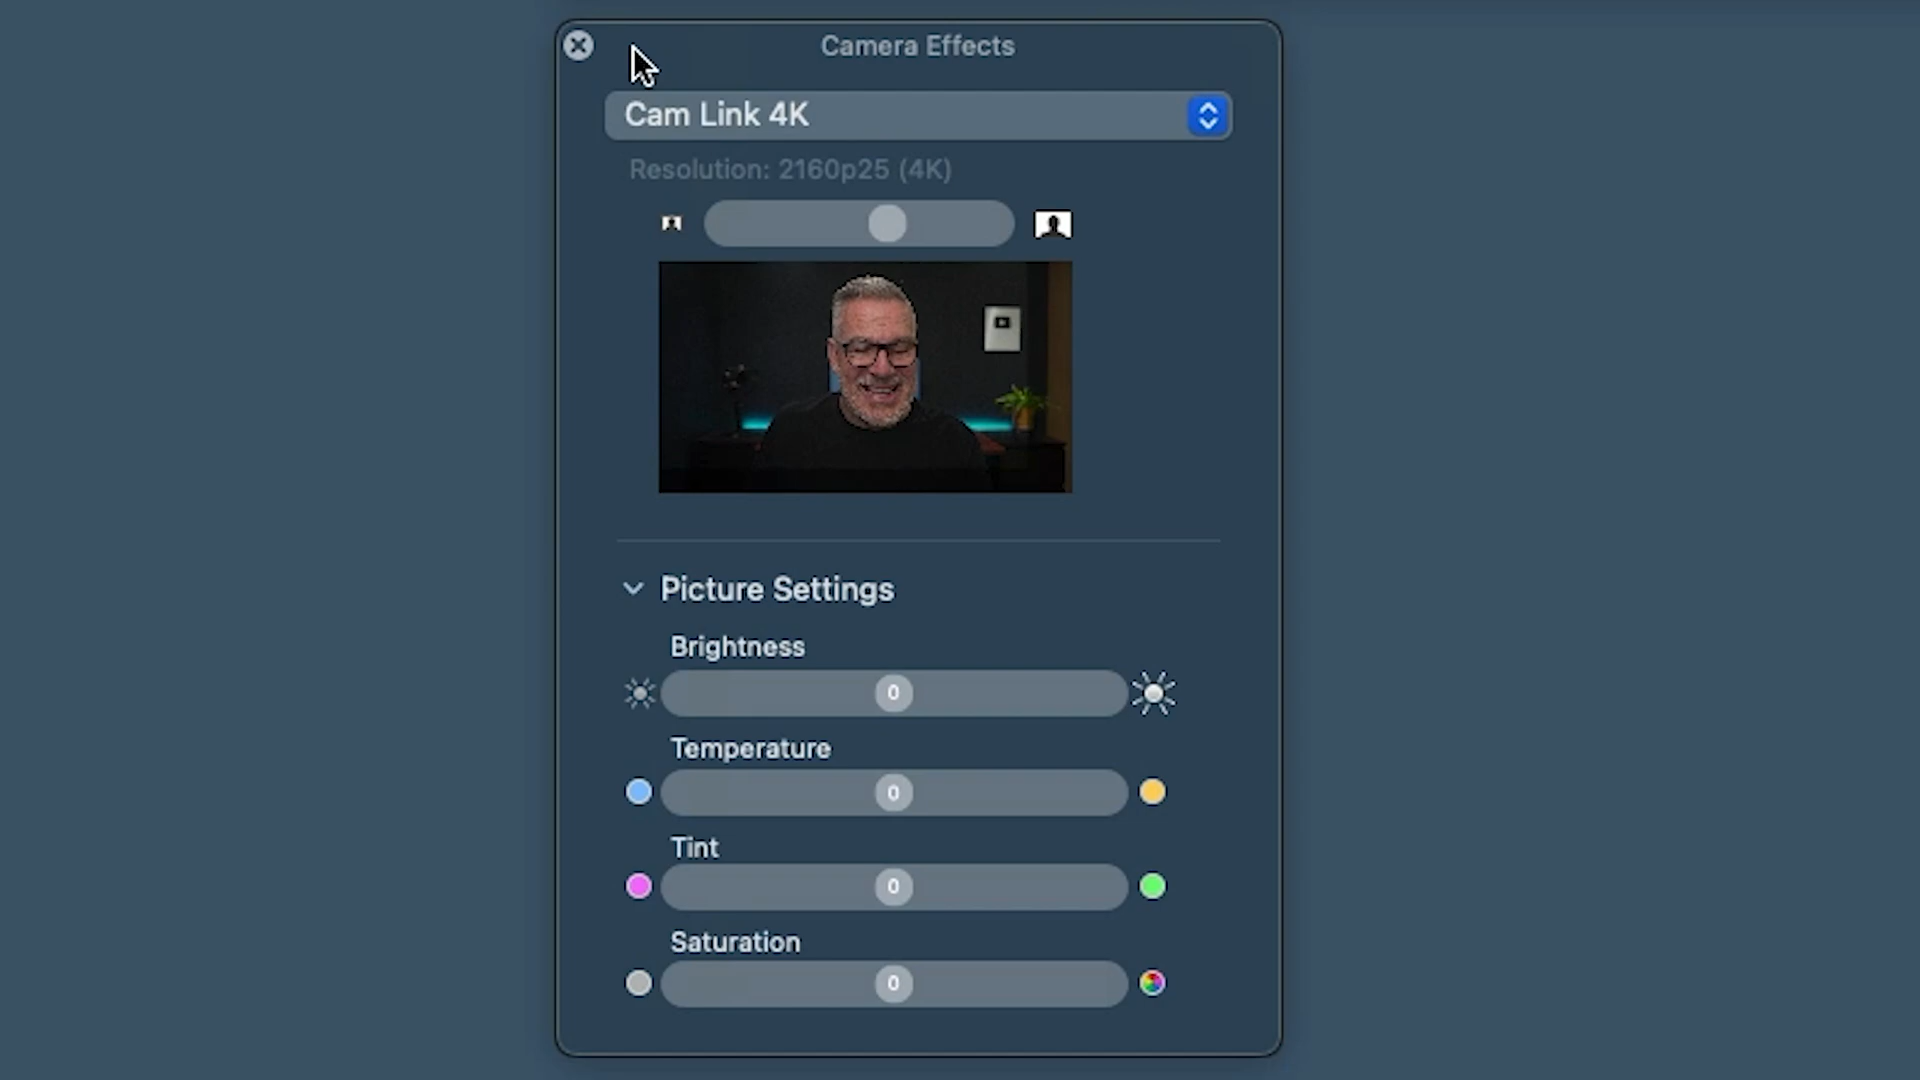 Camera Effects
Cam Link 4K
Resolution: 2160p25 (4K)
Picture Settings
Brightness
0
Temperature
0
Tint
0
Saturation
0